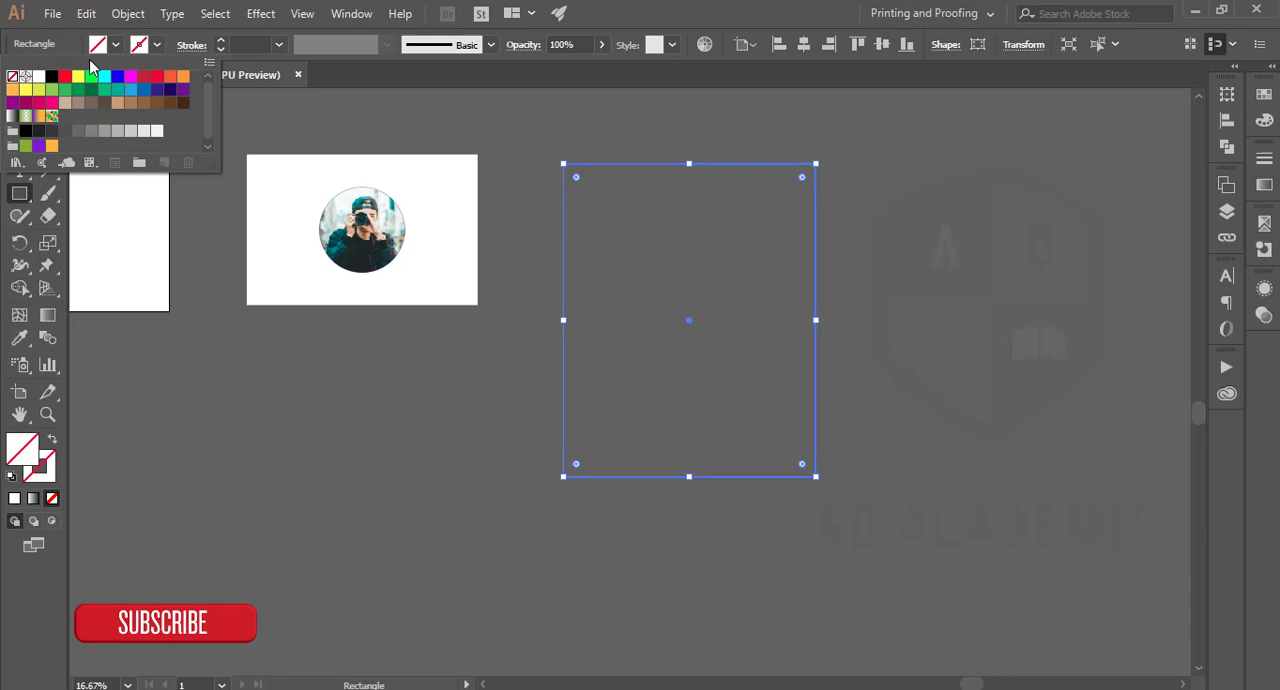 Ai File Edit Object Type Select Effect View Window Help Br St Printing and Proofing Search Adobe Stock
Rectangle Stroke: Basic Opacity: 100% Style: Shape: Transform
PU Preview) ×
A
SUBSCRIBE
16.67% 1 Rectangle